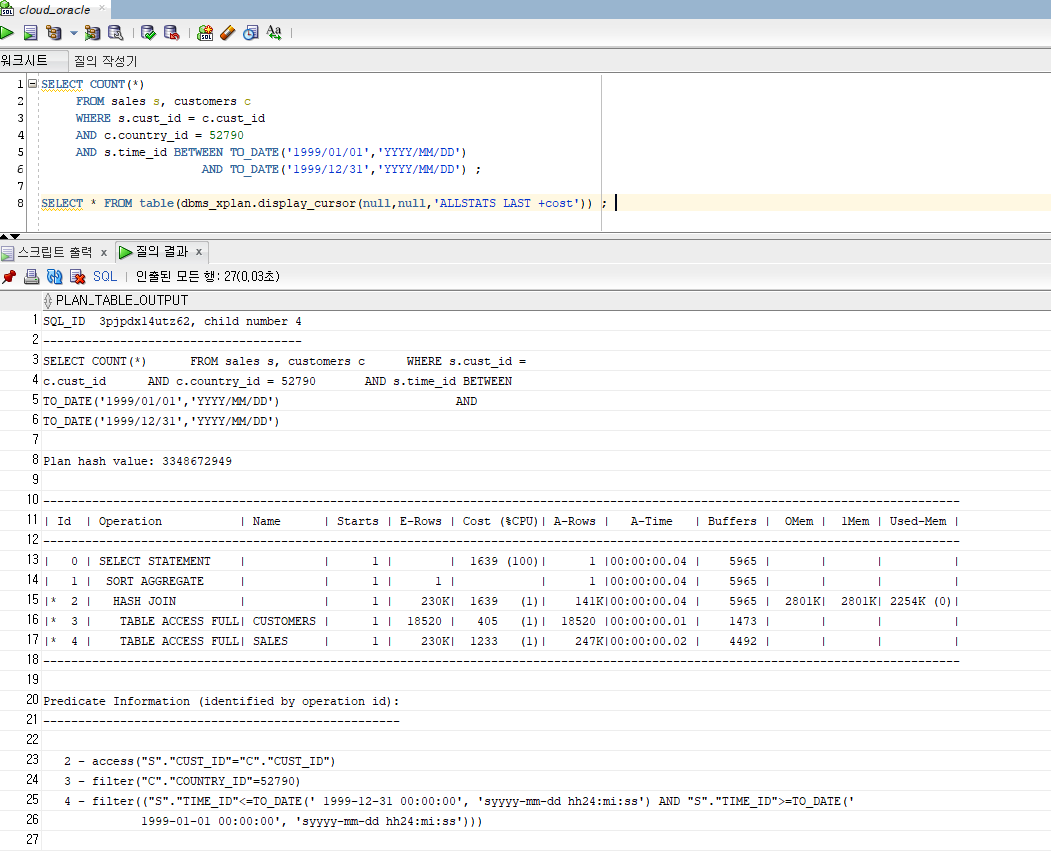 cloud_oracle
워크시트 질의 작성기
1 SELECT COUNT(*)
2 FROM sales s, customers c
3 WHERE s.cust_id = c.cust_id
4 AND c.country_id = 52790
5 AND s.time_id BETWEEN TO_DATE('1999/01/01','YYYY/MM/DD')
6 AND TO_DATE('1999/12/31','YYYY/MM/DD') ;
7
8 SELECT * FROM table(dbms_xplan.display_cursor(null,null,'ALLSTATS LAST +cost')) ;
스크립트 출력 x 질의 결과 x
SQL | 인출된 모든 행: 27(0.03초)
PLAN_TABLE_OUTPUT
1 SQL_ID 3pjpdx14utz62, child number 4
2 -------------------------------------
3 SELECT COUNT(*) FROM sales s, customers c WHERE s.cust_id =
4 c.cust_id AND c.country_id = 52790 AND s.time_id BETWEEN
5 TO_DATE('1999/01/01','YYYY/MM/DD') AND
6 TO_DATE('1999/12/31','YYYY/MM/DD')
7
8 Plan hash value: 3348672949
9
10 -----------------------------------------------------------------------------------------------------------------------------------
11 | Id | Operation | Name | Starts | E-Rows | Cost (%CPU)| A-Rows | A-Time | Buffers | OMem | 1Mem | Used-Mem |
12 -----------------------------------------------------------------------------------------------------------------------------------
13 | 0 | SELECT STATEMENT | | 1 | | 1639 (100)| 1 |00:00:00.04 | 5965 | | | |
14 | 1 | SORT AGGREGATE | | 1 | 1 | | 1 |00:00:00.04 | 5965 | | | |
15 |* 2 | HASH JOIN | | 1 | 230K| 1639 (1)| 141K|00:00:00.04 | 5965 | 2801K| 2801K| 2254K (0)|
16 |* 3 | TABLE ACCESS FULL| CUSTOMERS | 1 | 18520 | 405 (1)| 18520 |00:00:00.01 | 1473 | | | |
17 |* 4 | TABLE ACCESS FULL| SALES | 1 | 230K| 1233 (1)| 247K|00:00:00.02 | 4492 | | | |
18 -----------------------------------------------------------------------------------------------------------------------------------
19
20 Predicate Information (identified by operation id):
21 ---------------------------------------------------
22
23 2 - access("S"."CUST_ID"="C"."CUST_ID")
24 3 - filter("C"."COUNTRY_ID"=52790)
25 4 - filter(("S"."TIME_ID"<=TO_DATE(' 1999-12-31 00:00:00', 'syyyy-mm-dd hh24:mi:ss') AND "S"."TIME_ID">=TO_DATE('
26 1999-01-01 00:00:00', 'syyyy-mm-dd hh24:mi:ss')))
27